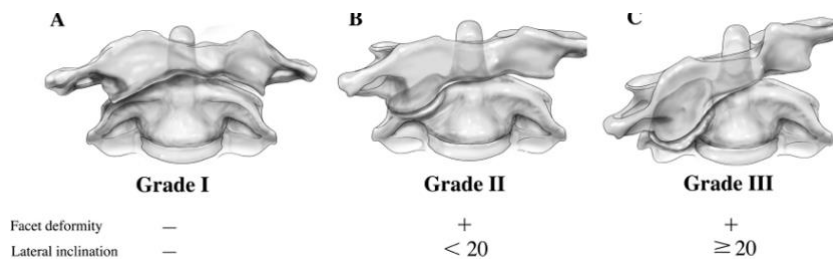 A B C
Grade I Grade II Grade III
Facet deformity − + +
Lateral inclination − < 20 ≥ 20